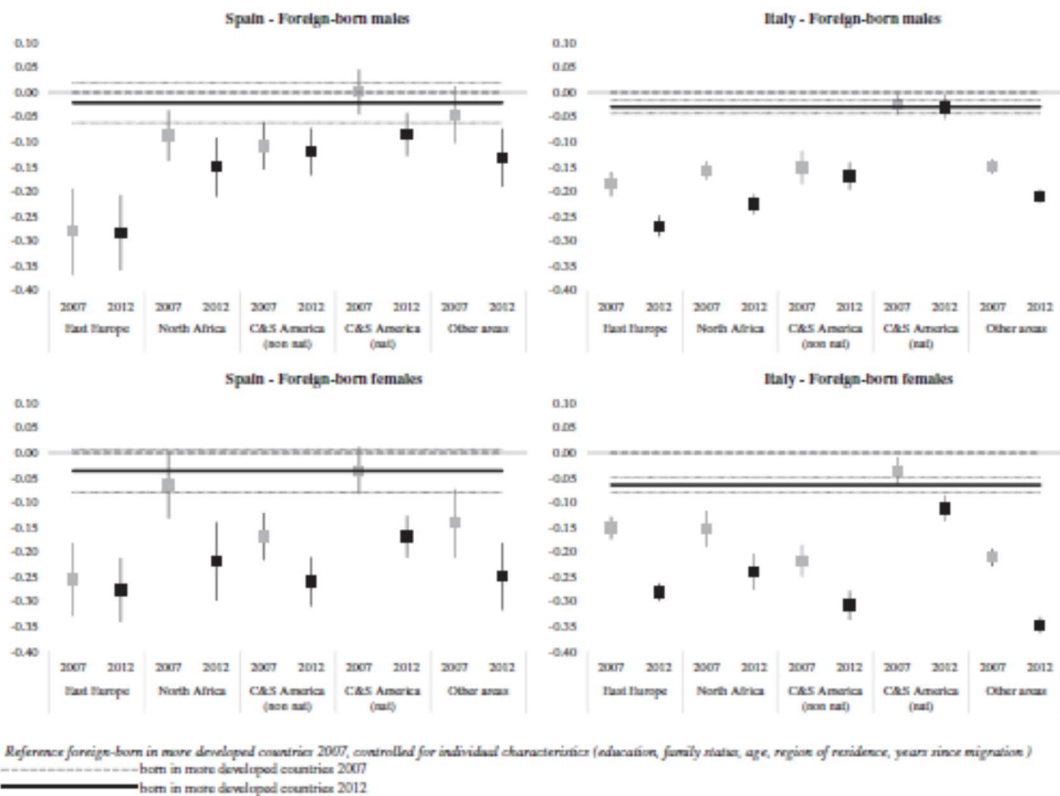 Spain - Foreign-born males
0.10
0.05
0.00
-0.05
-0.10
-0.15
-0.20
-0.25
-0.30
-0.35
-0.40
2007 2012 2007 2012 2007 2012 2007 2012 2007 2012
East Europe North Africa C&S America C&S America Other areas
(non nat) (nat)
Italy - Foreign-born males
0.10
0.05
0.00
-0.05
-0.10
-0.15
-0.20
-0.25
-0.30
-0.35
-0.40
2007 2012 2007 2012 2007 2012 2007 2012 2007 2012
East Europe North Africa C&S America C&S America Other areas
(non nat) (nat)
Spain - Foreign-born females
0.10
0.05
0.00
-0.05
-0.10
-0.15
-0.20
-0.25
-0.30
-0.35
-0.40
2007 2012 2007 2012 2007 2012 2007 2012 2007 2012
East Europe North Africa C&S America C&S America Other areas
(non nat) (nat)
Italy - Foreign-born females
0.10
0.05
0.00
-0.05
-0.10
-0.15
-0.20
-0.25
-0.30
-0.35
-0.40
2007 2012 2007 2012 2007 2012 2007 2012 2007 2012
East Europe North Africa C&S America C&S America Other areas
(non nat) (nat)
Reference foreign-born in more developed countries 2007, controlled for individual characteristics (education, family status, age, region of residence, years since migration )
born in more developed countries 2007
born in more developed countries 2012